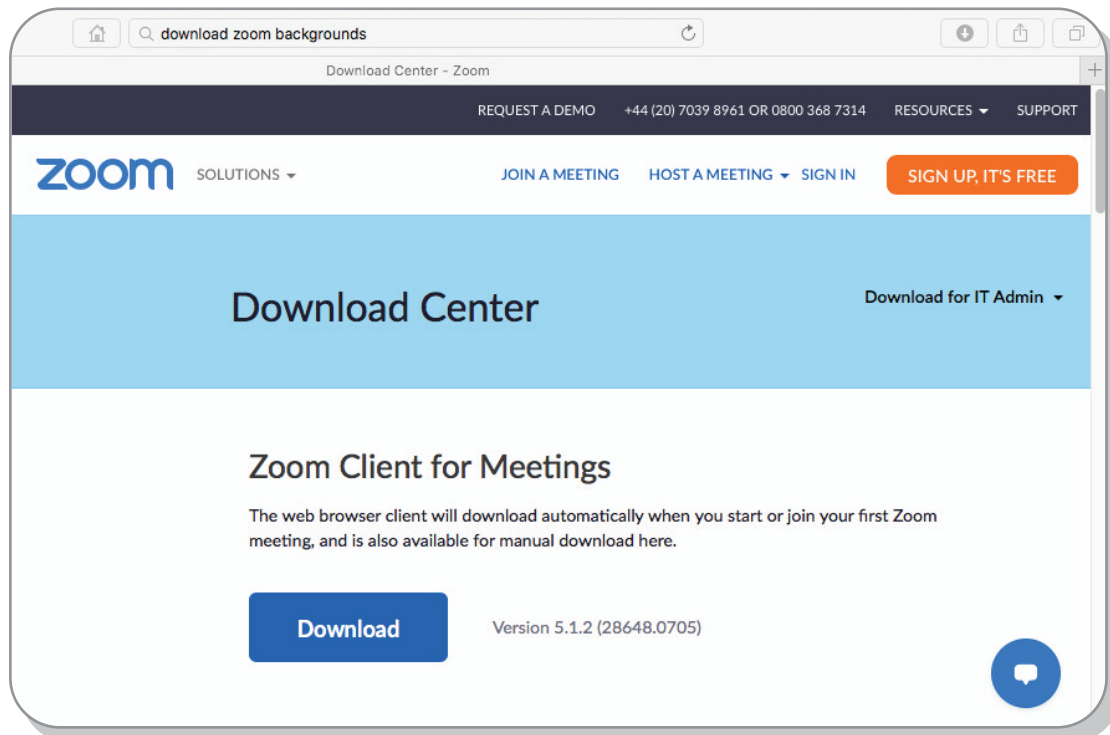 download zoom backgrounds
Download Center - Zoom
REQUEST A DEMO +44 (20) 7039 8961 OR 0800 368 7314 RESOURCES SUPPORT
zoom SOLUTIONS JOIN A MEETING HOST A MEETING SIGN IN SIGN UP, IT'S FREE
Download Center
Download for IT Admin
Zoom Client for Meetings
The web browser client will download automatically when you start or join your first Zoom
meeting, and is also available for manual download here.
Download Version 5.1.2 (28648.0705)